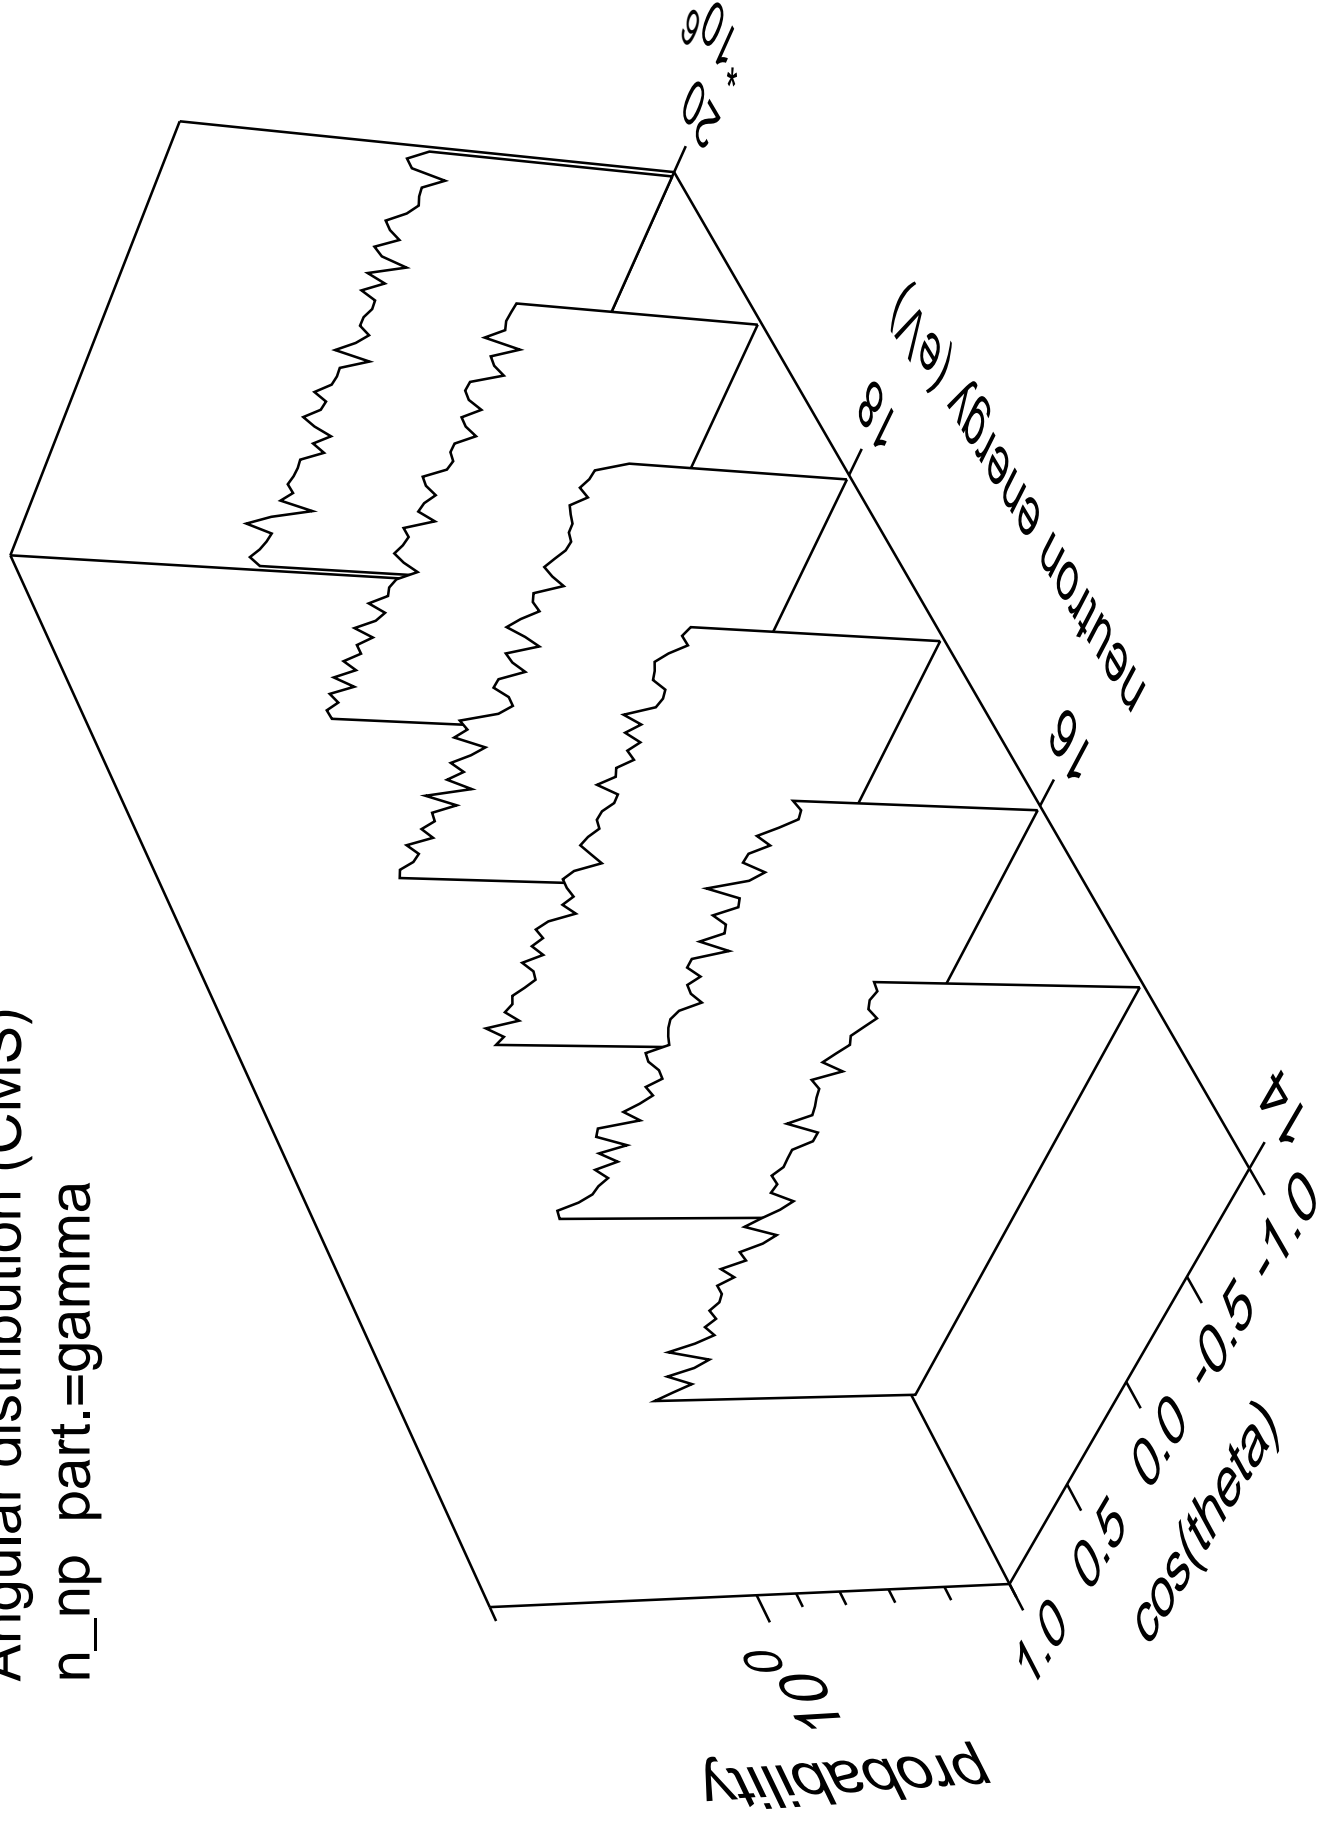 Angular distribution (CMS)
n_np part.=gamma
probability
10^0
1.0 0.5 0.0 -0.5 -1.0
cos(theta)
14 16 18 20 *10^6
neutron energy (eV)